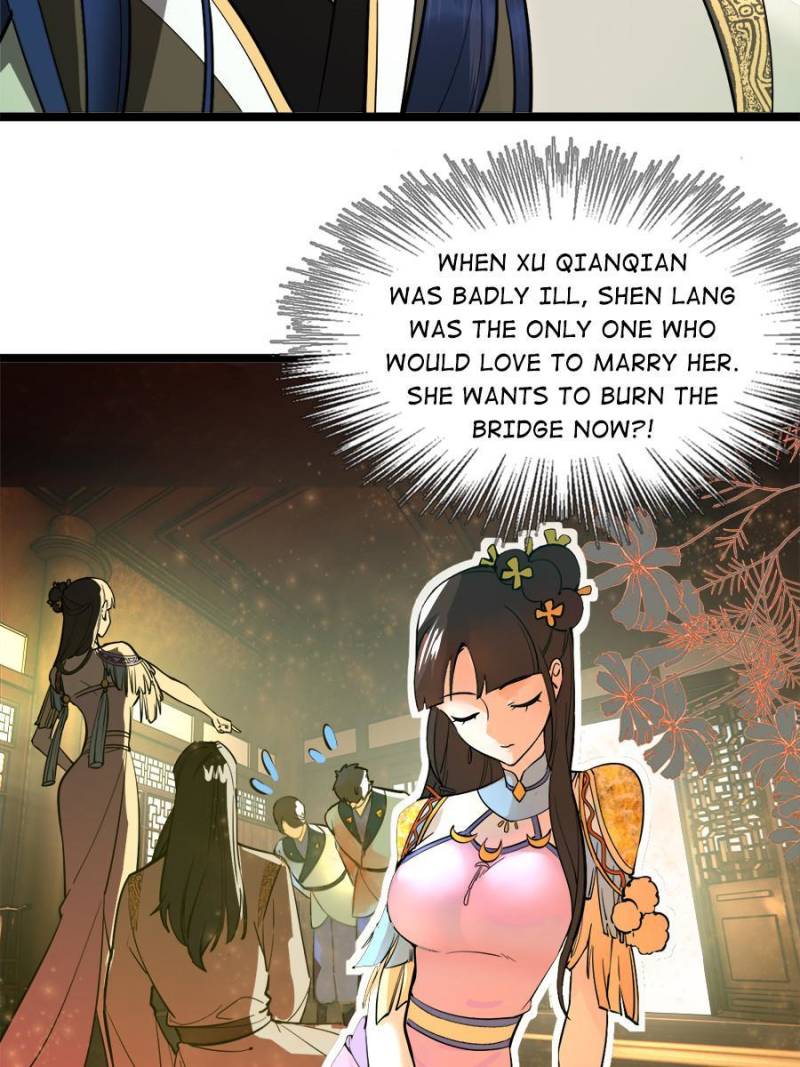 WHEN XU QIANQIAN
WAS BADLY ILL, SHEN LANG
WAS THE ONLY ONE WHO
WOULD LOVE TO MARRY HER.
SHE WANTS TO BURN THE
BRIDGE NOW?!